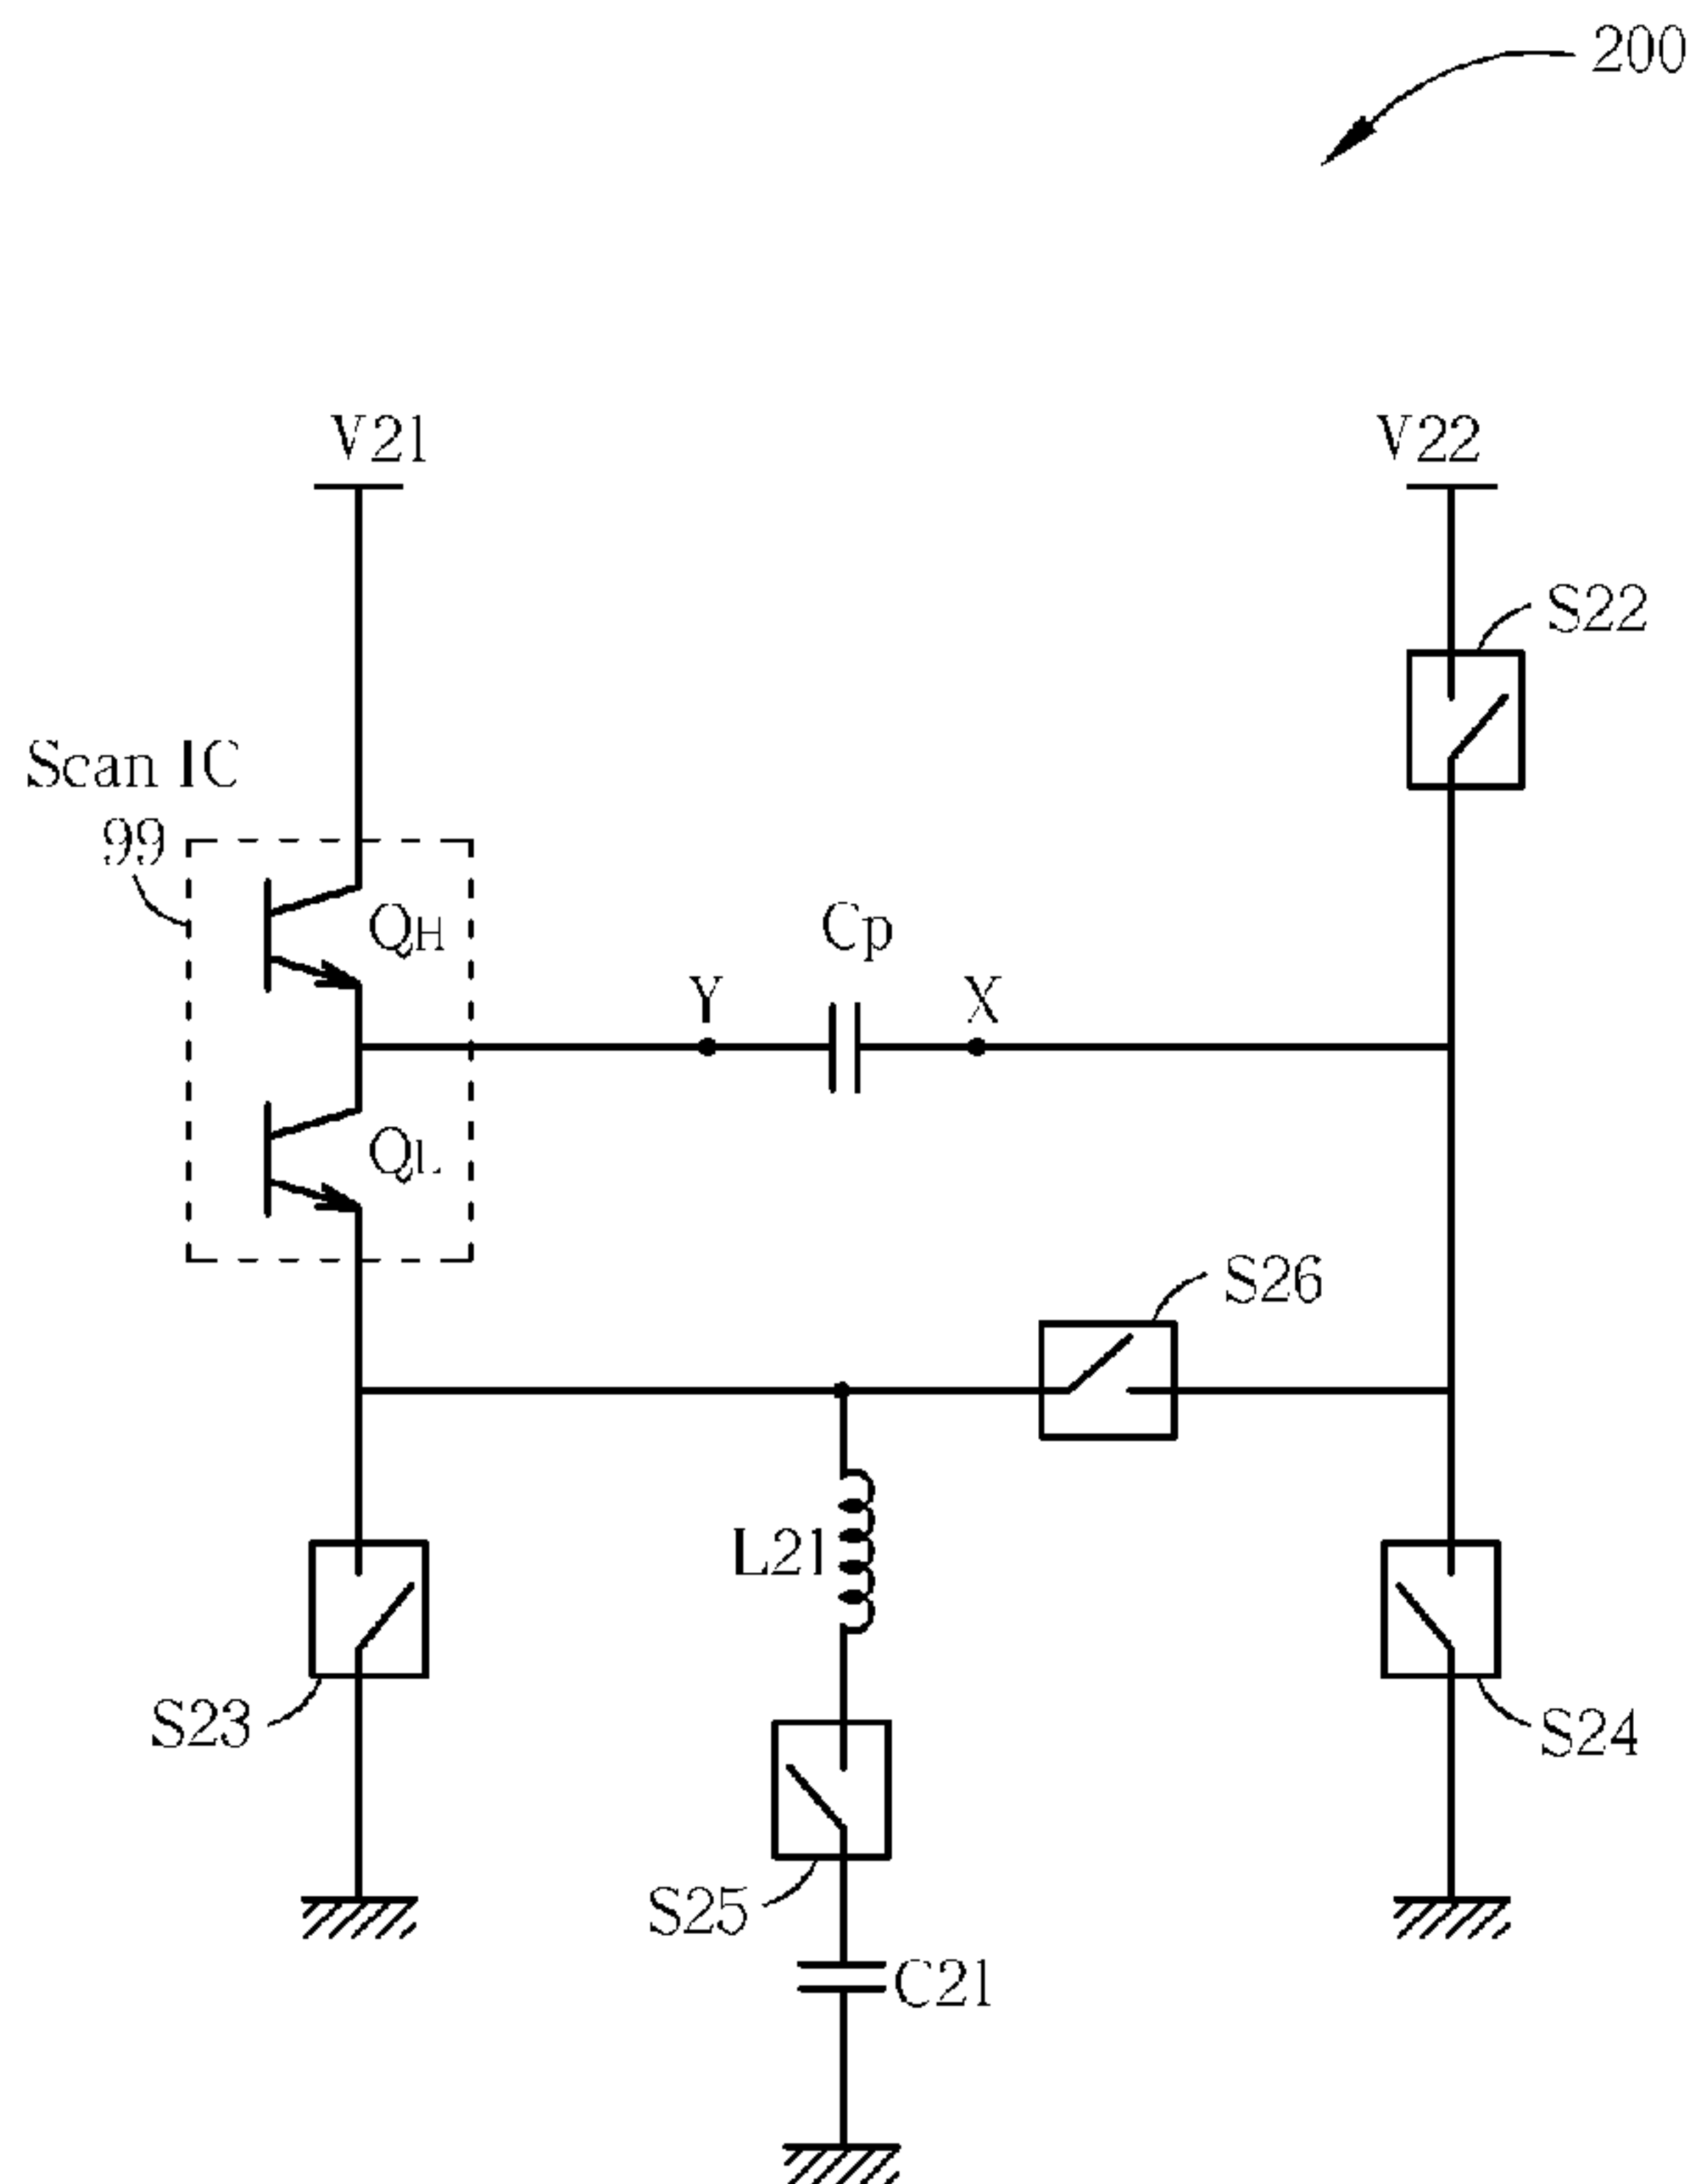 200
V21
V22
S22
Scan IC
99
QH
Cp
Y
X
QL
S26
L21
S23
S24
S25
C21